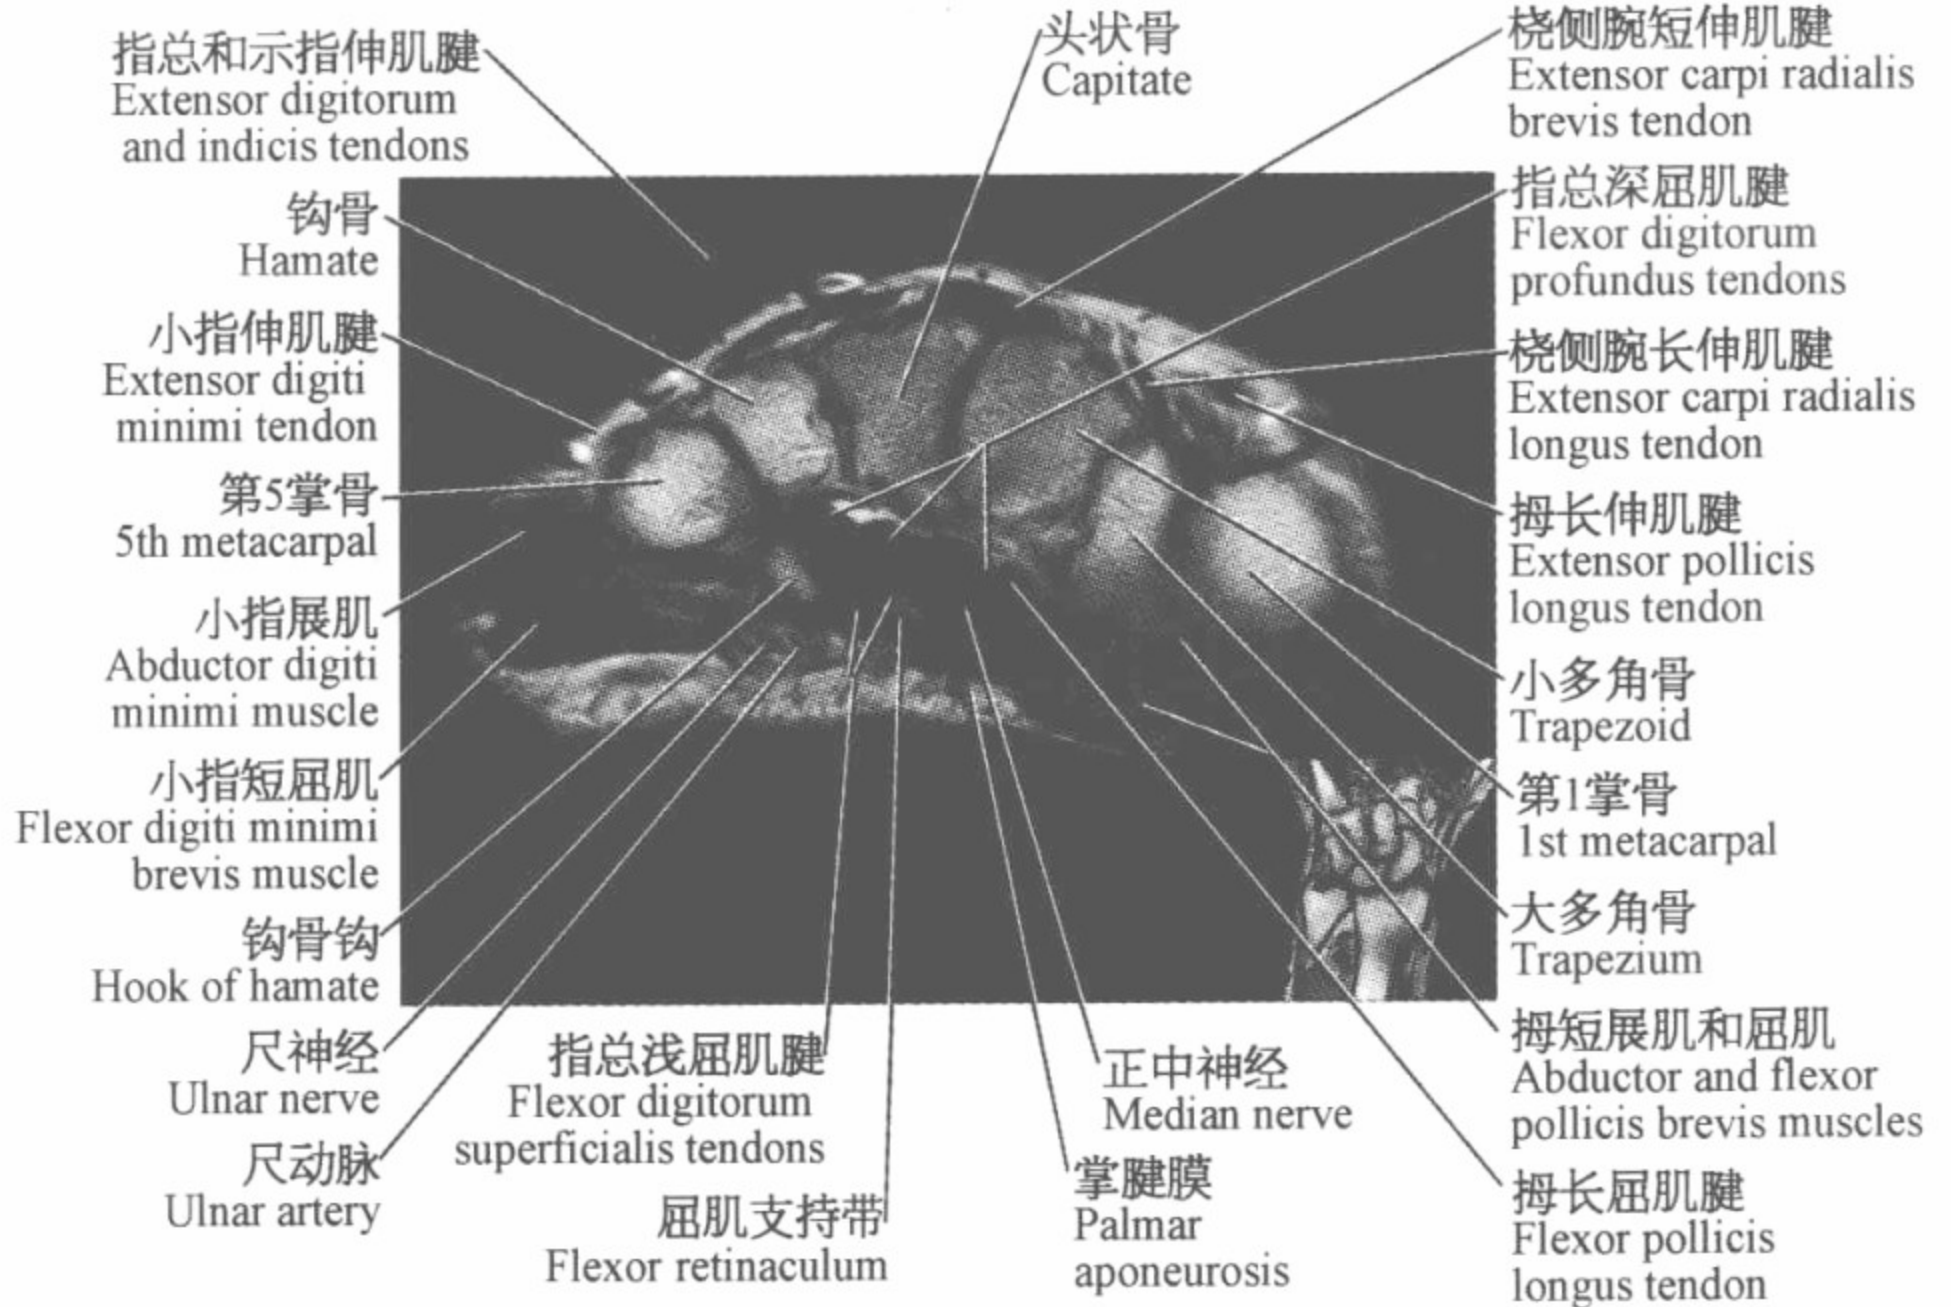 指总和示指伸肌腱
Extensor digitorum
and indicis tendons
钩骨
Hamate
小指伸肌腱
Extensor digiti
minimi tendon
第5掌骨
5th metacarpal
小指展肌
Abductor digiti
minimi muscle
小指短屈肌
Flexor digiti minimi
brevis muscle
钩骨钩
Hook of hamate
尺神经
Ulnar nerve
尺动脉
Ulnar artery
指总浅屈肌腱
Flexor digitorum
superficialis tendons
屈肌支持带
Flexor retinaculum
头状骨
Capitate
正中神经
Median nerve
掌腱膜
Palmar
aponeurosis
桡侧腕短伸肌腱
Extensor carpi radialis
brevis tendon
指总深屈肌腱
Flexor digitorum
profundus tendons
桡侧腕长伸肌腱
Extensor carpi radialis
longus tendon
拇长伸肌腱
Extensor pollicis
longus tendon
小多角骨
Trapezoid
第1掌骨
1st metacarpal
大多角骨
Trapezium
拇短展肌和屈肌
Abductor and flexor
pollicis brevis muscles
拇长屈肌腱
Flexor pollicis
longus tendon